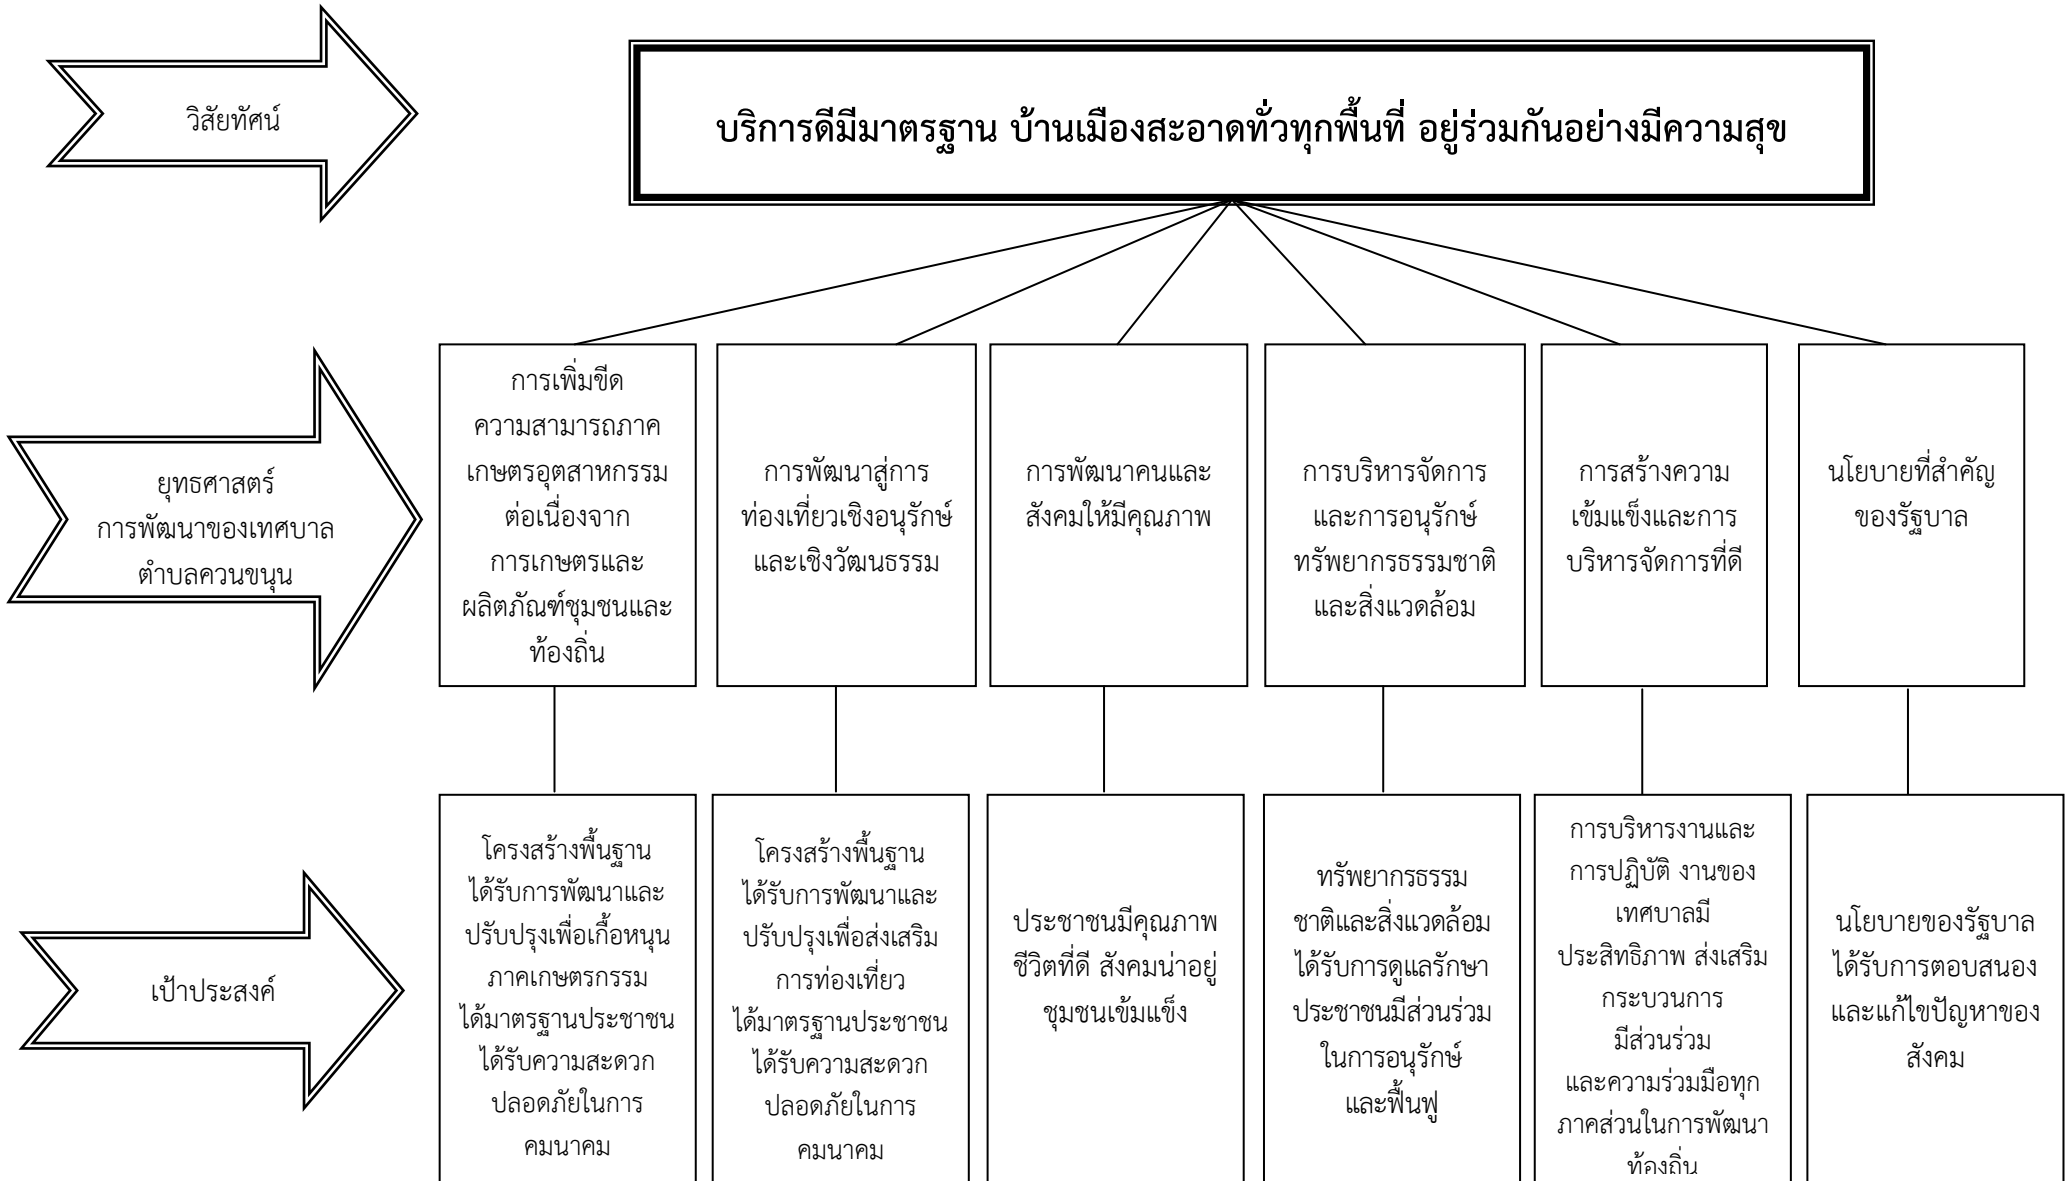 วิสัยทัศน์
บริการดีมีมาตรฐาน บ้านเมืองสะอาดทั่วทุกพื้นที่ อยู่ร่วมกันอย่างมีความสุข
ยุทธศาสตร์
การพัฒนาของเทศบาล
ตำบลควนขนุน
การเพิ่มขีด
ความสามารถภาค
เกษตรอุตสาหกรรม
ต่อเนื่องจาก
การเกษตรและ
ผลิตภัณฑ์ชุมชนและ
ท้องถิ่น
การพัฒนาสู่การ
ท่องเที่ยวเชิงอนุรักษ์
และเชิงวัฒนธรรม
การพัฒนาคนและ
สังคมให้มีคุณภาพ
การบริหารจัดการ
และการอนุรักษ์
ทรัพยากรธรรมชาติ
และสิ่งแวดล้อม
การสร้างความ
เข้มแข็งและการ
บริหารจัดการที่ดี
นโยบายที่สำคัญ
ของรัฐบาล
เป้าประสงค์
โครงสร้างพื้นฐาน
ได้รับการพัฒนาและ
ปรับปรุงเพื่อเกื้อหนุน
ภาคเกษตรกรรม
ได้มาตรฐานประชาชน
ได้รับความสะดวก
ปลอดภัยในการ
คมนาคม
โครงสร้างพื้นฐาน
ได้รับการพัฒนาและ
ปรับปรุงเพื่อส่งเสริม
การท่องเที่ยว
ได้มาตรฐานประชาชน
ได้รับความสะดวก
ปลอดภัยในการ
คมนาคม
ประชาชนมีคุณภาพ
ชีวิตที่ดี สังคมน่าอยู่
ชุมชนเข้มแข็ง
ทรัพยากรธรรม
ชาติและสิ่งแวดล้อม
ได้รับการดูแลรักษา
ประชาชนมีส่วนร่วม
ในการอนุรักษ์
และฟื้นฟู
การบริหารงานและ
การปฏิบัติ งานของ
เทศบาลมี
ประสิทธิภาพ ส่งเสริม
กระบวนการ
มีส่วนร่วม
และความร่วมมือทุก
ภาคส่วนในการพัฒนา
ท้องถิ่น
นโยบายของรัฐบาล
ได้รับการตอบสนอง
และแก้ไขปัญหาของ
สังคม